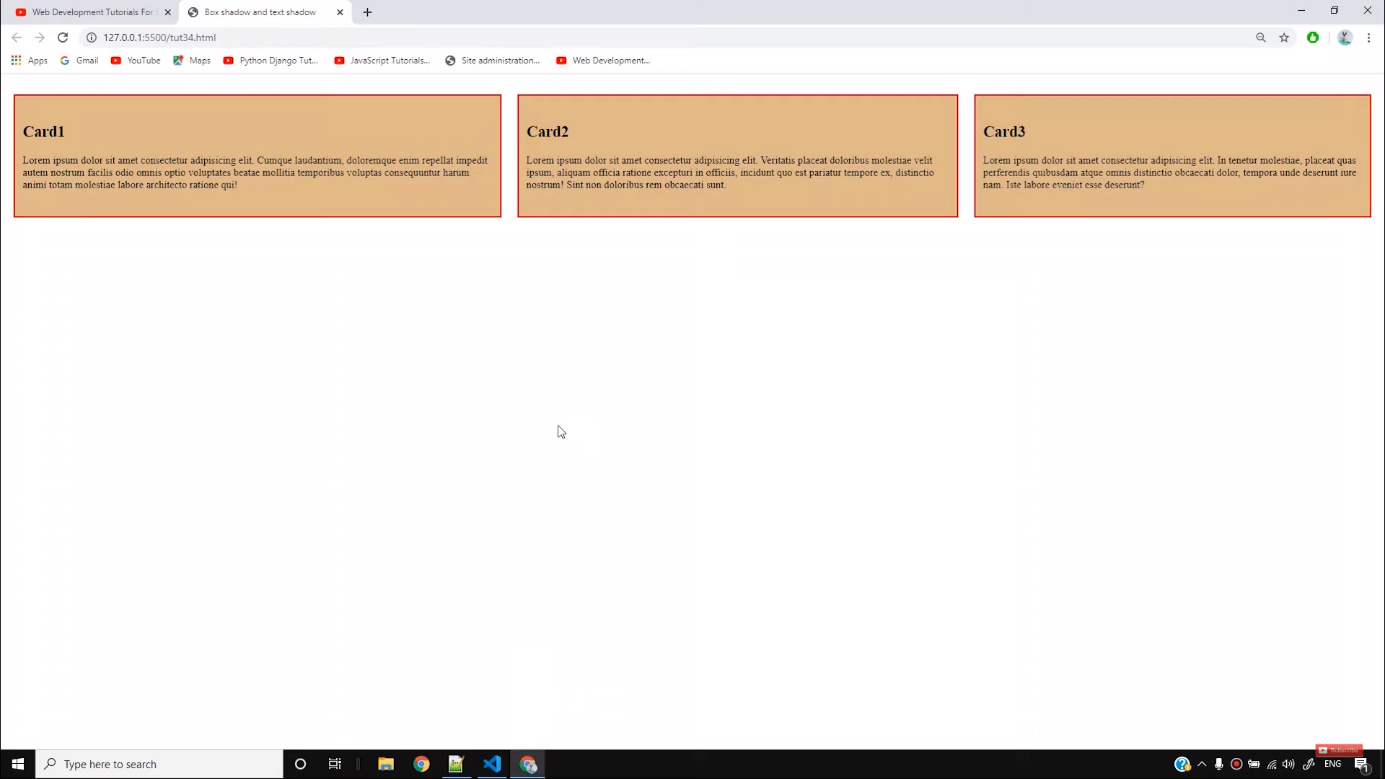 Web Development Tutorials For
Box shadow and text shadow
127.0.0.1:5500/tut34.html
Apps
Gmail
YouTube
Maps
Python Django Tut...
JavaScript Tutorials...
Site administration...
Web Development...
Card1
Lorem ipsum dolor sit amet consectetur adipisicing elit. Cumque laudantium, doloremque enim repellat impedit
autem nostrum facilis odio omnis optio voluptates beatae mollitia temporibus voluptas consequuntur harum
animi totam molestiae labore architecto ratione qui!
Card2
Lorem ipsum dolor sit amet consectetur adipisicing elit. Veritatis placeat doloribus molestiae velit
ipsum, aliquam officia ratione excepturi in officiis, incidunt quo est pariatur tempore ex, distinctio
nostrum! Sint non doloribus rem obcaecati sunt.
Card3
Lorem ipsum dolor sit amet consectetur adipisicing elit. In tenetur molestiae, placeat quas
perferendis quibusdam atque omnis distinctio obcaecati dolor, tempora unde deserunt iure
nam. Iste labore eveniet esse deserunt?
Subscribe
Type here to search
ENG
1